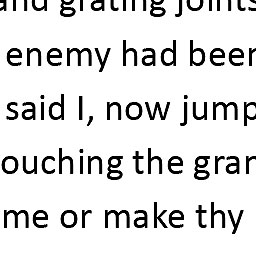 and grating joints
enemy had been
said I, now jump
ouching the gran
me or make thy